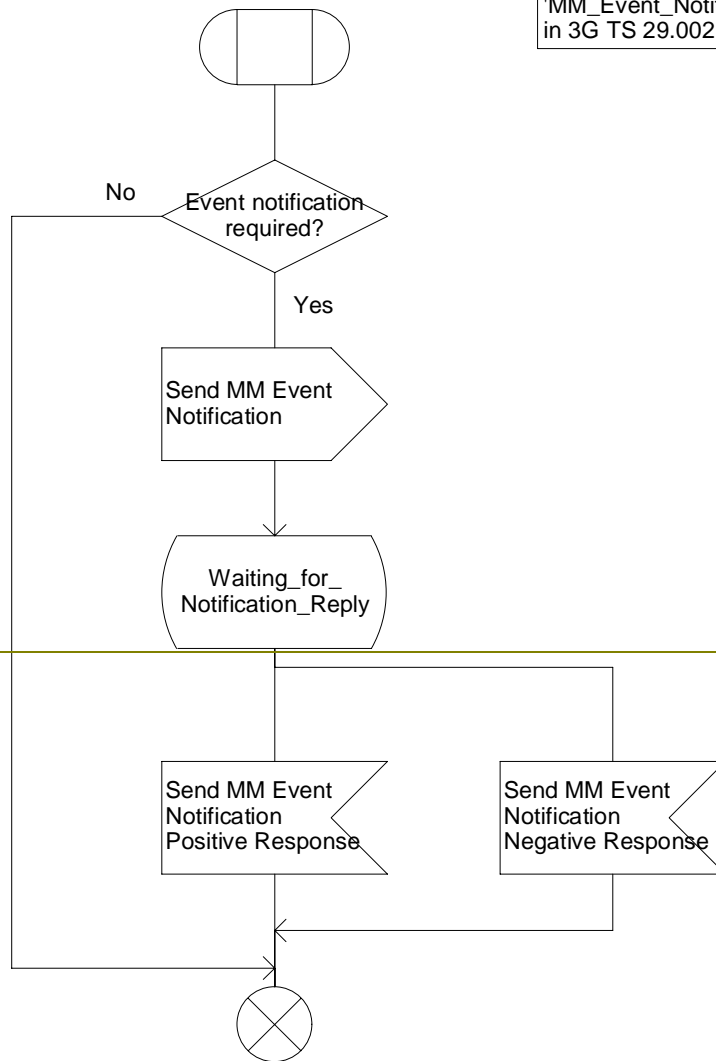 in 3G TS 29.002
No
Event notification
required?
Yes
Send MM Event
Notification
Waiting_for_
Notification_Reply
Send MM Event
Notification
Positive Response
Send MM Event
Notification
Negative Response